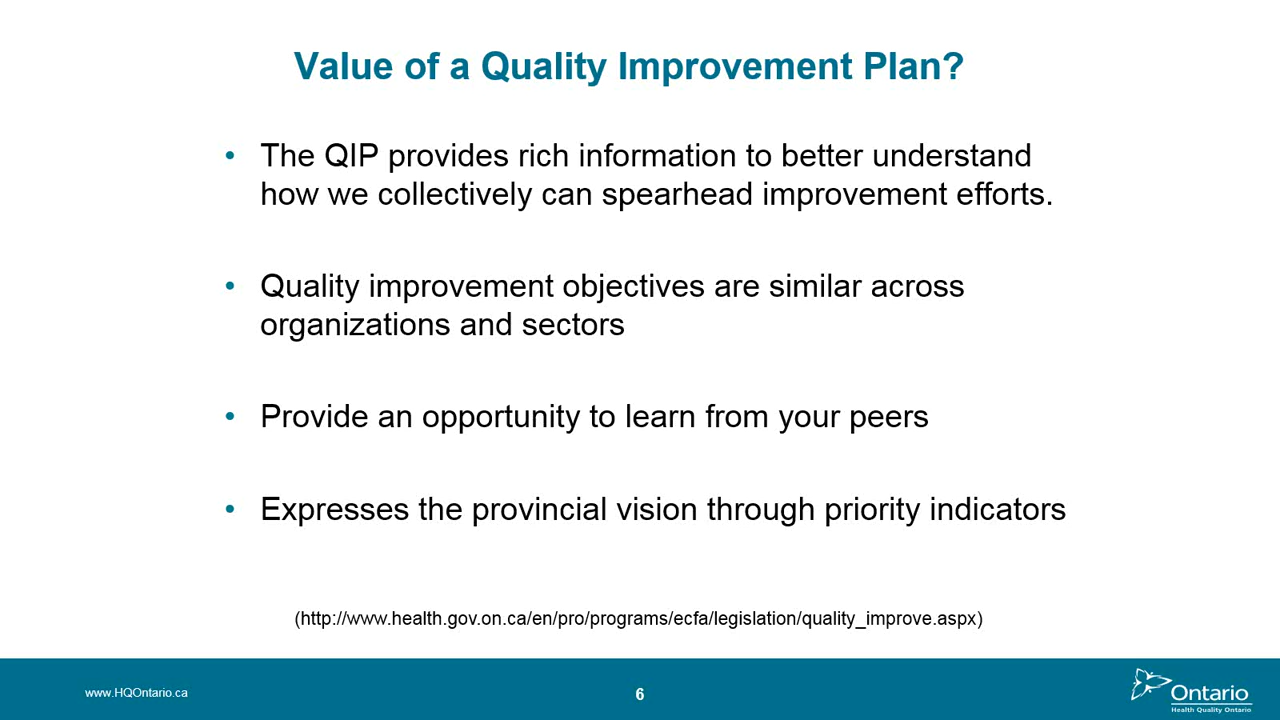 Value of a Quality Improvement Plan?
• The QIP provides rich information to better understand
how we collectively can spearhead improvement efforts.
• Quality improvement objectives are similar across
organizations and sectors
• Provide an opportunity to learn from your peers
• Expresses the provincial vision through priority indicators
(http://www.health.gov.on.ca/en/pro/programs/ecfa/legislation/quality_improve.aspx)
www.HQOntario.ca
6
Ontario
Health Quality Ontario